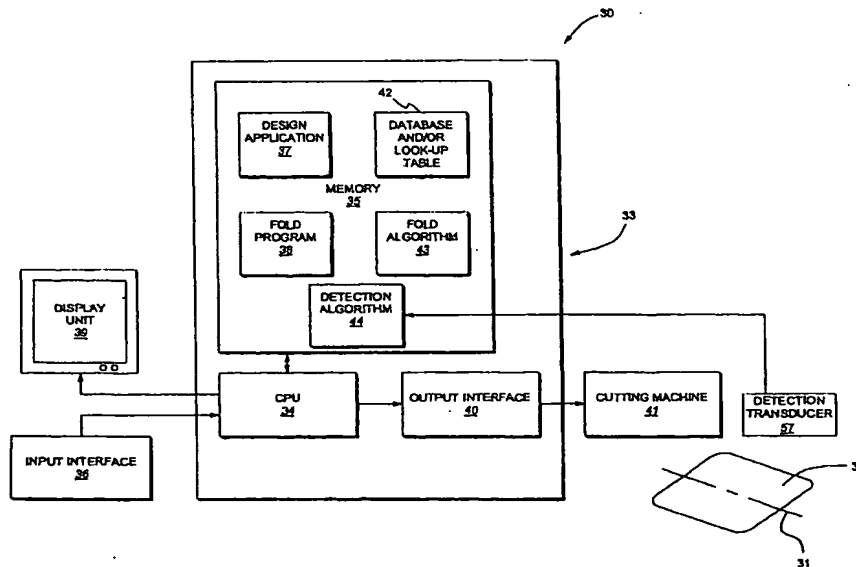 30
42
DESIGN
APPLICATION
37
DATABASE
AND/OR
LOOK-UP
TABLE
MEMORY
35
FOLD
PROGRAM
38
FOLD
ALGORITHM
43
33
DETECTION
ALGORITHM
44
DISPLAY
UNIT
39
CPU
34
OUTPUT INTERFACE
40
CUTTING MACHINE
41
DETECTION
TRANSDUCER
57
INPUT INTERFACE
36
31